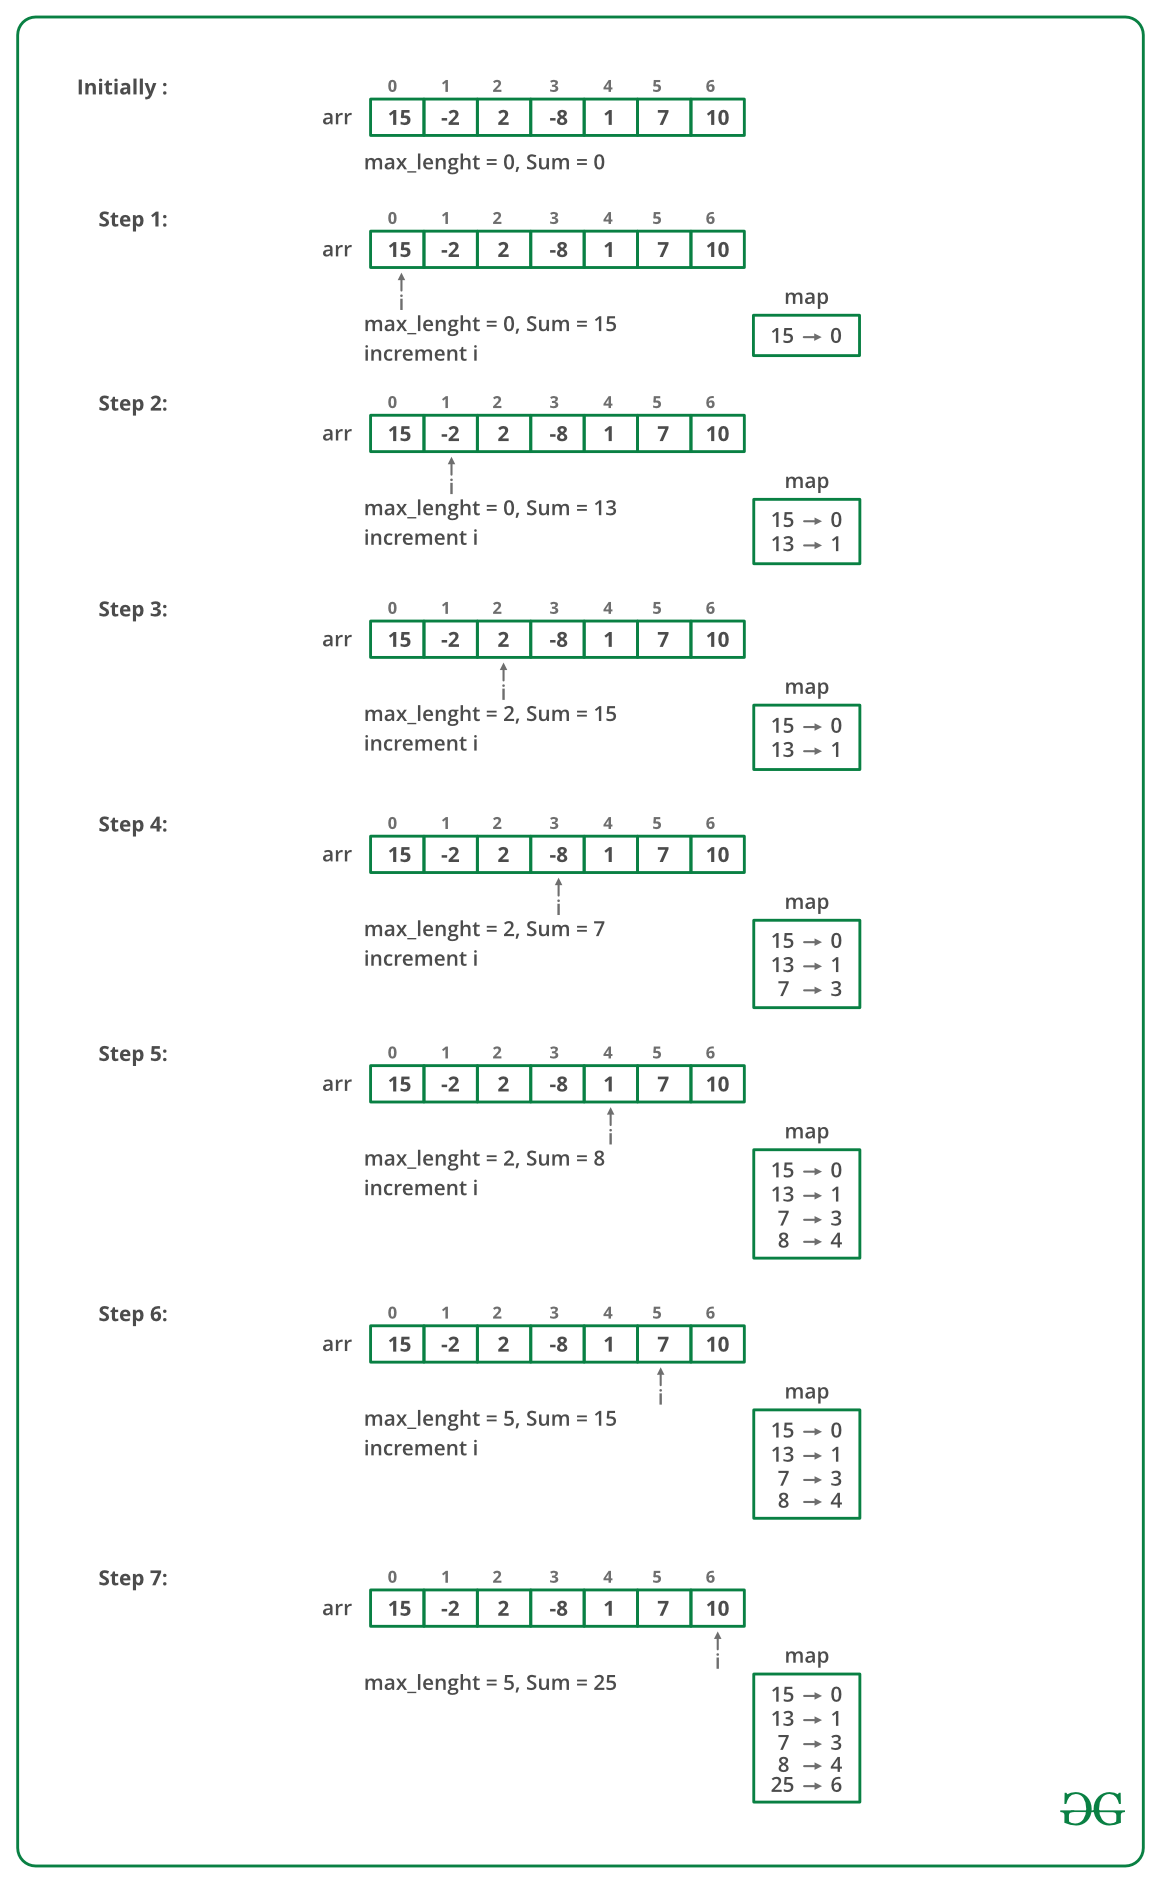 Initially :
0 1 2 3 4 5 6
arr 15 -2 2 -8 1 7 10
max_lenght = 0, Sum = 0
Step 1:
0 1 2 3 4 5 6
arr 15 -2 2 -8 1 7 10
i
map
max_lenght = 0, Sum = 15
15 → 0
increment i
Step 2:
0 1 2 3 4 5 6
arr 15 -2 2 -8 1 7 10
i
map
max_lenght = 0, Sum = 13
15 → 0
increment i
13 → 1
Step 3:
0 1 2 3 4 5 6
arr 15 -2 2 -8 1 7 10
i
map
max_lenght = 2, Sum = 15
15 → 0
increment i
13 → 1
Step 4:
0 1 2 3 4 5 6
arr 15 -2 2 -8 1 7 10
i
map
max_lenght = 2, Sum = 7
15 → 0
increment i
13 → 1
7 → 3
Step 5:
0 1 2 3 4 5 6
arr 15 -2 2 -8 1 7 10
i
map
max_lenght = 2, Sum = 8
15 → 0
increment i
13 → 1
7 → 3
8 → 4
Step 6:
0 1 2 3 4 5 6
arr 15 -2 2 -8 1 7 10
i
map
max_lenght = 5, Sum = 15
15 → 0
increment i
13 → 1
7 → 3
8 → 4
Step 7:
0 1 2 3 4 5 6
arr 15 -2 2 -8 1 7 10
i
map
max_lenght = 5, Sum = 25
15 → 0
13 → 1
7 → 3
8 → 4
25 → 6